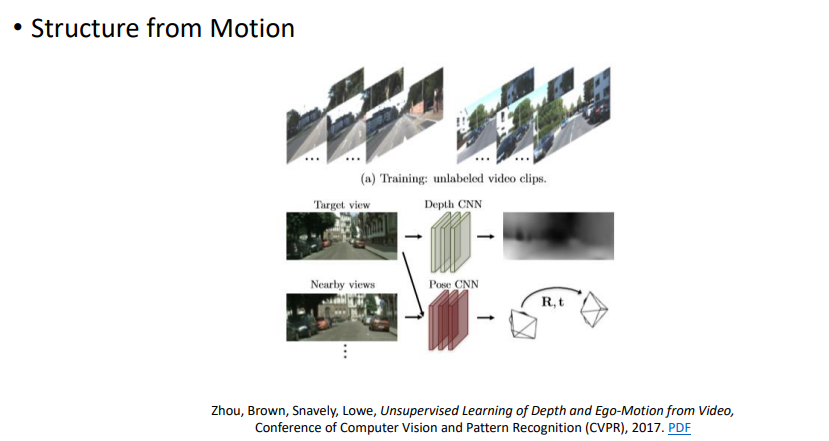 • Structure from Motion
... ... ... ...
(a) Training: unlabeled video clips.
Target view Depth CNN
Nearby views Pose CNN
R, t
Zhou, Brown, Snavely, Lowe, Unsupervised Learning of Depth and Ego-Motion from Video,
Conference of Computer Vision and Pattern Recognition (CVPR), 2017. PDF